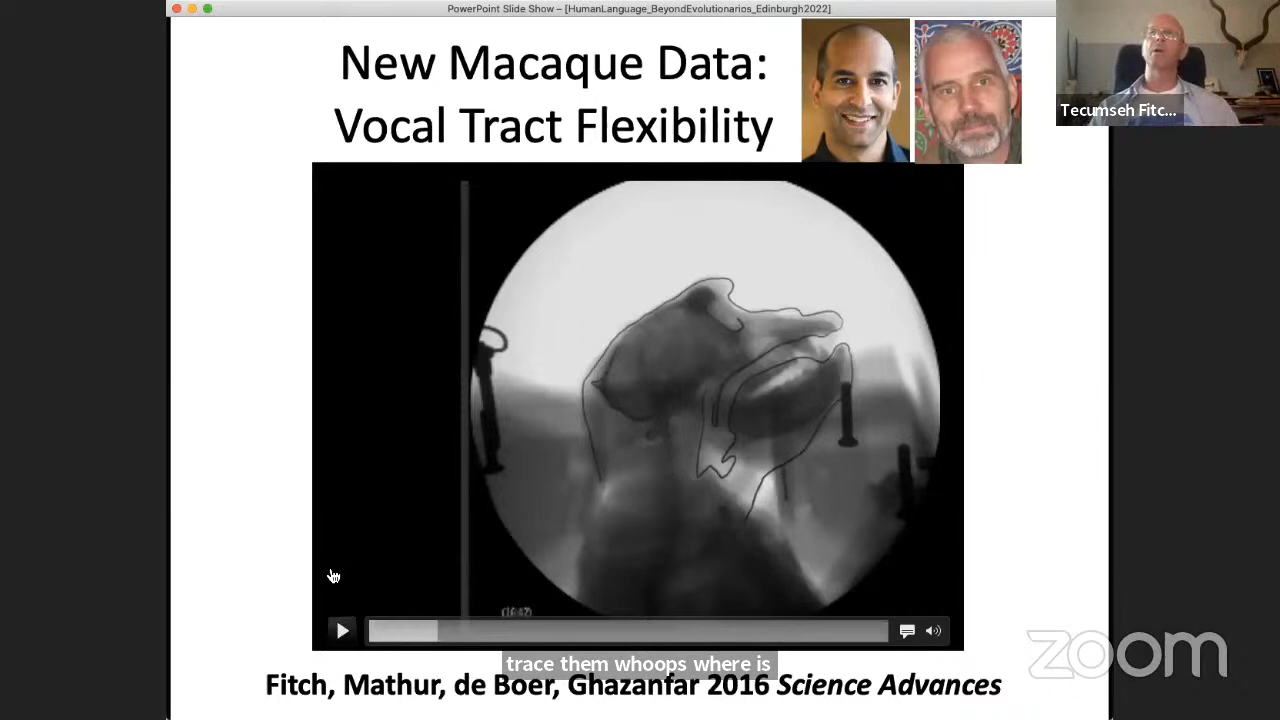 PowerPoint Slide Show – [HumanLanguage_BeyondEvolutionarios_Edinburgh2022]
New Macaque Data:
Vocal Tract Flexibility
Tecumseh Fitc...
trace them whoops where is
Fitch, Mathur, de Boer, Ghazanfar 2016 Science Advances
zoom